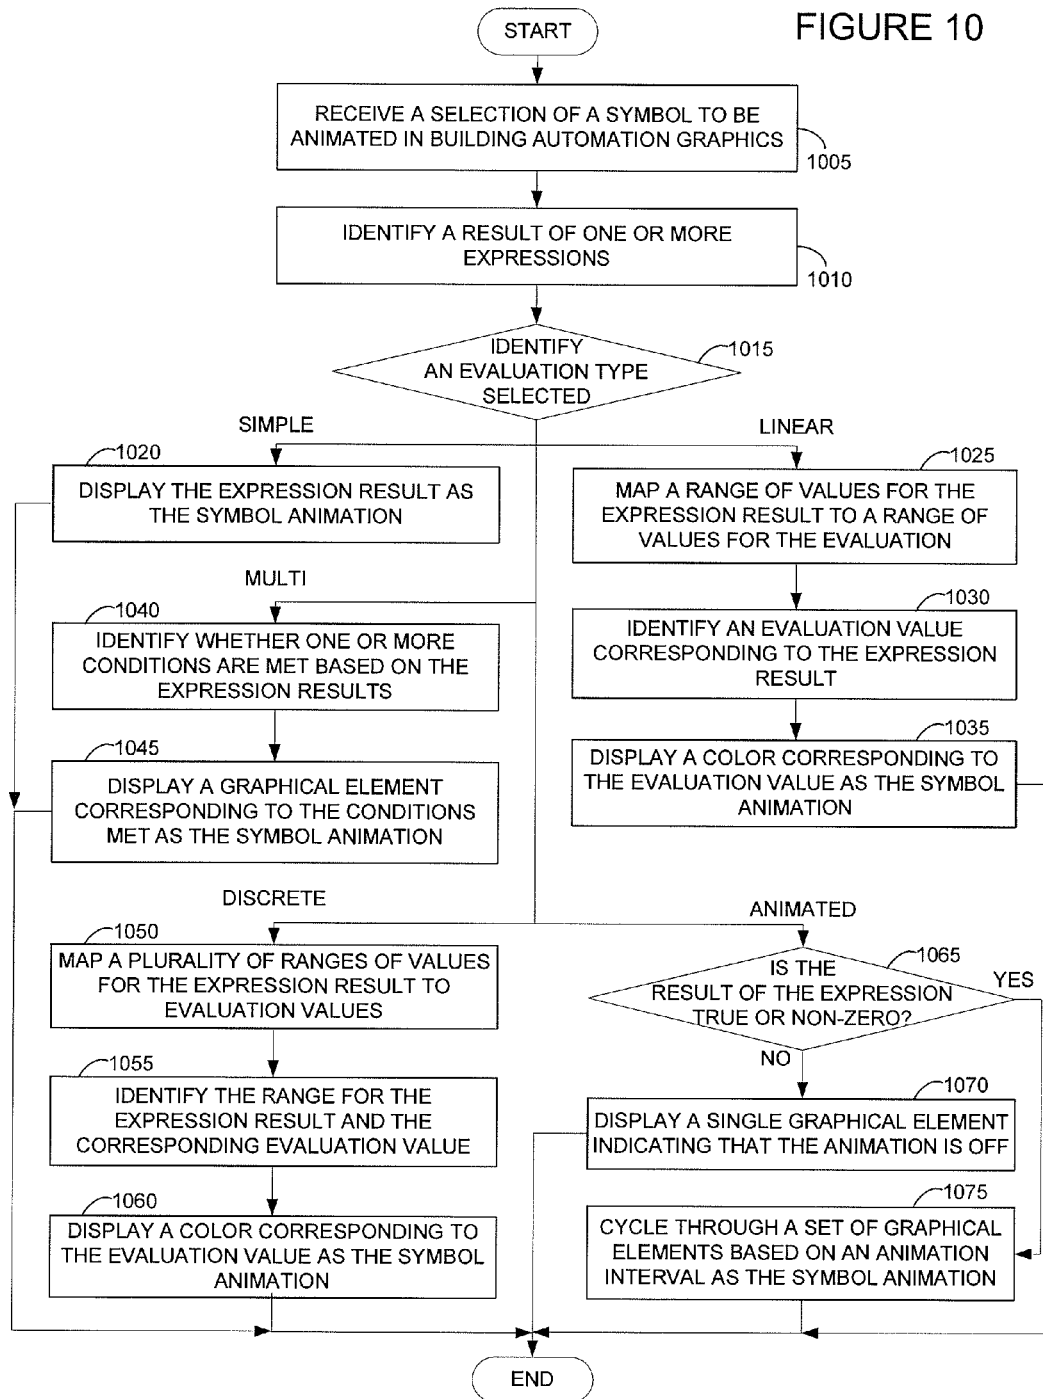 START
FIGURE 10
RECEIVE A SELECTION OF A SYMBOL TO BE
ANIMATED IN BUILDING AUTOMATION GRAPHICS
1005
IDENTIFY A RESULT OF ONE OR MORE
EXPRESSIONS
1010
IDENTIFY
AN EVALUATION TYPE
SELECTED
1015
SIMPLE
LINEAR
1020
DISPLAY THE EXPRESSION RESULT AS
THE SYMBOL ANIMATION
1025
MAP A RANGE OF VALUES FOR THE
EXPRESSION RESULT TO A RANGE OF
VALUES FOR THE EVALUATION
MULTI
1040
IDENTIFY WHETHER ONE OR MORE
CONDITIONS ARE MET BASED ON THE
EXPRESSION RESULTS
1030
IDENTIFY AN EVALUATION VALUE
CORRESPONDING TO THE EXPRESSION
RESULT
1045
DISPLAY A GRAPHICAL ELEMENT
CORRESPONDING TO THE CONDITIONS
MET AS THE SYMBOL ANIMATION
1035
DISPLAY A COLOR CORRESPONDING TO
THE EVALUATION VALUE AS THE SYMBOL
ANIMATION
DISCRETE
ANIMATED
1050
MAP A PLURALITY OF RANGES OF VALUES
FOR THE EXPRESSION RESULT TO
EVALUATION VALUES
1065
IS THE
RESULT OF THE EXPRESSION
TRUE OR NON-ZERO?
YES
NO
1055
IDENTIFY THE RANGE FOR THE
EXPRESSION RESULT AND THE
CORRESPONDING EVALUATION VALUE
1070
DISPLAY A SINGLE GRAPHICAL ELEMENT
INDICATING THAT THE ANIMATION IS OFF
1060
DISPLAY A COLOR CORRESPONDING TO
THE EVALUATION VALUE AS THE SYMBOL
ANIMATION
1075
CYCLE THROUGH A SET OF GRAPHICAL
ELEMENTS BASED ON AN ANIMATION
INTERVAL AS THE SYMBOL ANIMATION
END